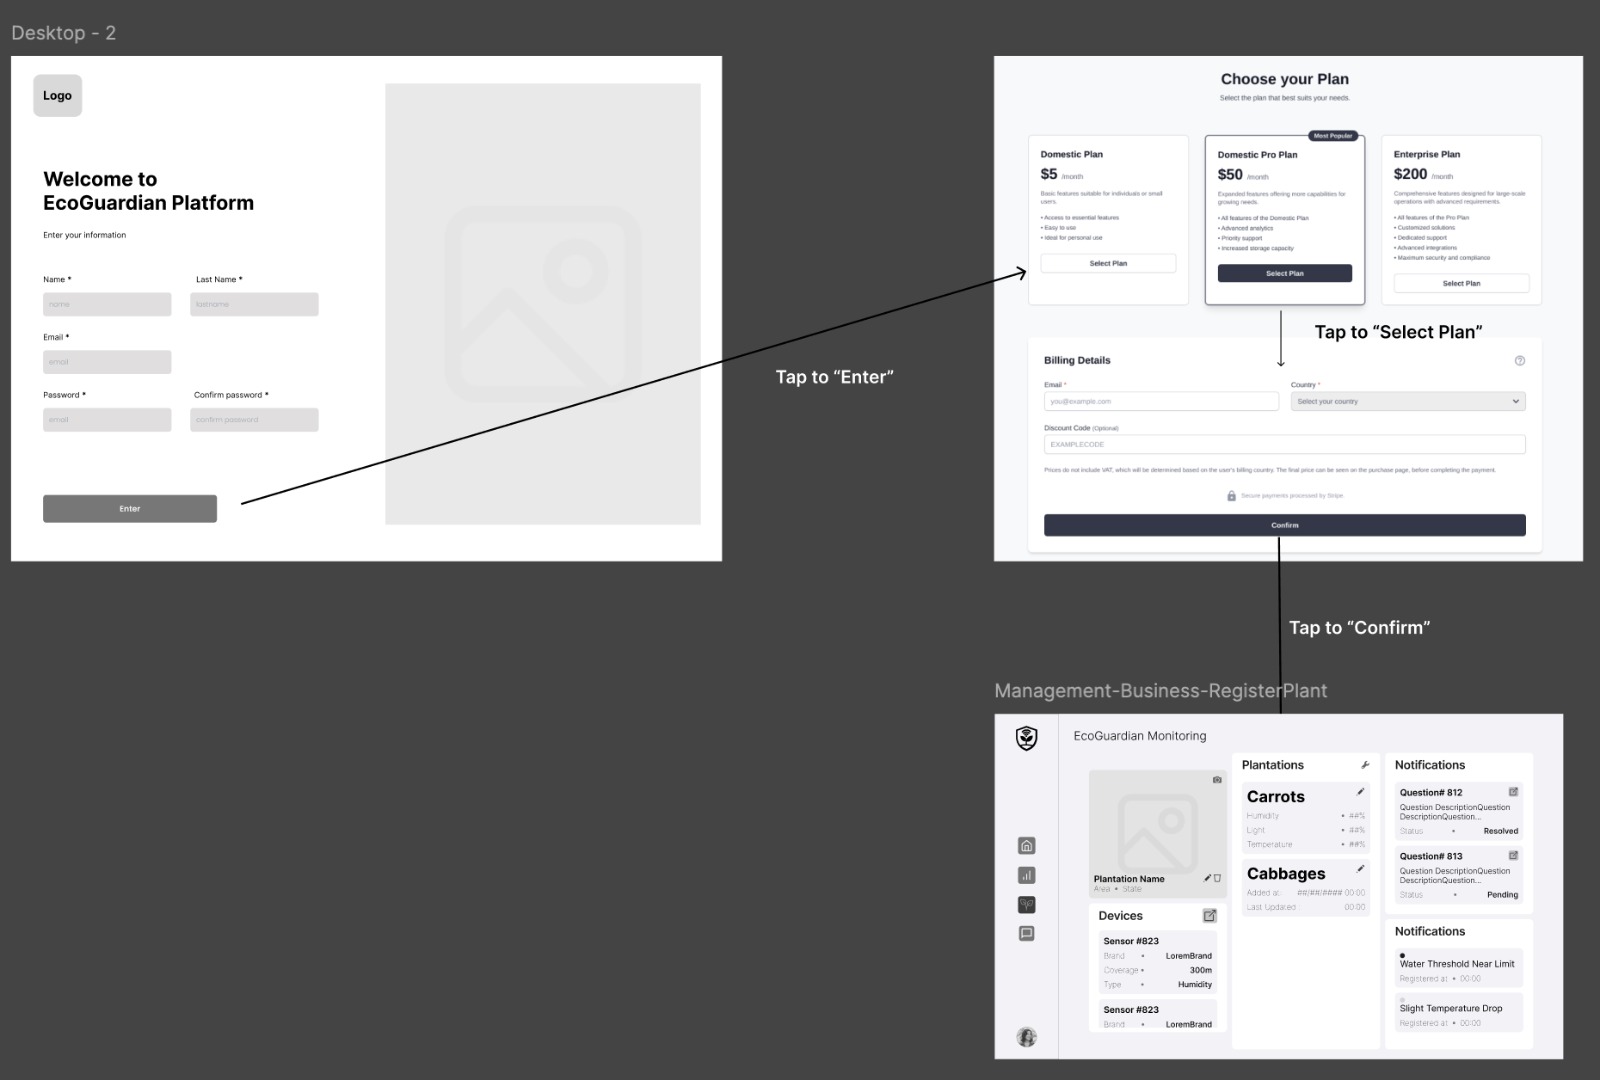 Desktop - 2
Logo
Welcome to
EcoGuardian Platform
Enter your information
Name *
Last Name *
name
lastname
Email *
email
Password *
Confirm password *
email
confirm password
Enter
Tap to “Enter”
Choose your Plan
Select the plan that best suits your needs.
Domestic Plan
$5 /month
Basic features suitable for individuals or small
users.
• Access to essential features
• Easy to use
• Ideal for personal use
Select Plan
Most Popular
Domestic Pro Plan
$50 /month
Expanded features offering more capabilities for
growing needs.
• All features of the Domestic Plan
• Advanced analytics
• Priority support
• Increased storage capacity
Select Plan
Enterprise Plan
$200 /month
Comprehensive features designed for large-scale
operations with advanced requirements.
• All features of the Pro Plan
• Customized solutions
• Dedicated support
• Advanced integrations
• Maximum security and compliance
Select Plan
Tap to “Select Plan”
Billing Details
Email *
Country *
you@example.com
Select your country
Discount Code (Optional)
EXAMPLECODE
Prices do not include VAT, which will be determined based on the user's billing country. The final price can be seen on the purchase page, before completing the payment.
Secure payments processed by Stripe.
Confirm
Tap to “Confirm”
Management-Business-RegisterPlant
EcoGuardian Monitoring
Plantation Name
Area • State
Devices
Sensor #823
Brand • LoremBrand
Coverage • 300m
Type • Humidity
Sensor #823
Brand • LoremBrand
Plantations
Carrots
Humidity • ##%
Light • ##%
Temperature • ##%
Cabbages
Added at: ##/##/#### 00:00
Last Updated : 00:00
Notifications
Question# 812
Question DescriptionQuestion
DescriptionQuestion...
Status • Resolved
Question# 813
Question DescriptionQuestion
DescriptionQuestion...
Status • Pending
Notifications
Water Threshold Near Limit
Registered at • 00:00
Slight Temperature Drop
Registered at • 00:00